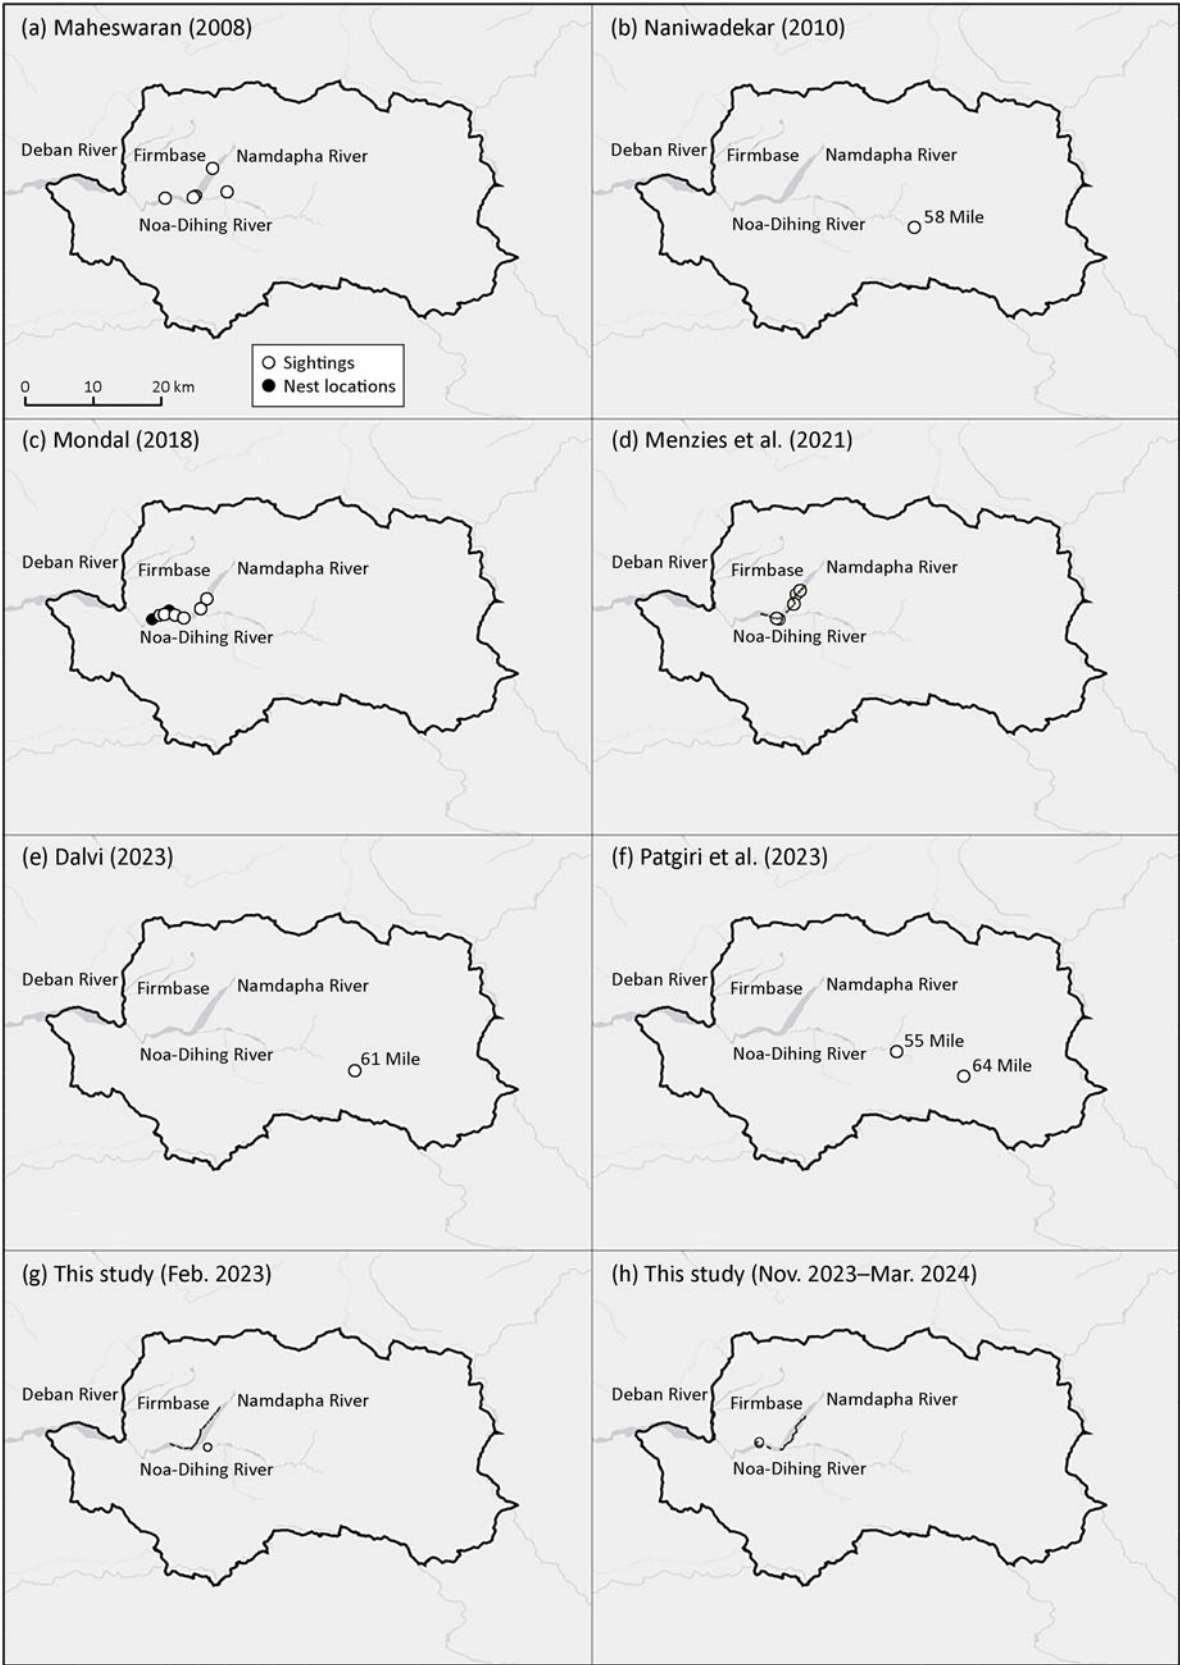 (a) Maheswaran (2008)
Deban River
Firmbase
Namdapha River
Noa-Dihing River
Sightings
Nest locations
0 10 20 km
(b) Naniwadekar (2010)
Deban River
Firmbase
Namdapha River
Noa-Dihing River
58 Mile
(c) Mondal (2018)
Deban River
Firmbase
Namdapha River
Noa-Dihing River
(d) Menzies et al. (2021)
Deban River
Firmbase
Namdapha River
Noa-Dihing River
(e) Dalvi (2023)
Deban River
Firmbase
Namdapha River
Noa-Dihing River
61 Mile
(f) Patgiri et al. (2023)
Deban River
Firmbase
Namdapha River
Noa-Dihing River
55 Mile
64 Mile
(g) This study (Feb. 2023)
Deban River
Firmbase
Namdapha River
Noa-Dihing River
(h) This study (Nov. 2023–Mar. 2024)
Deban River
Firmbase
Namdapha River
Noa-Dihing River